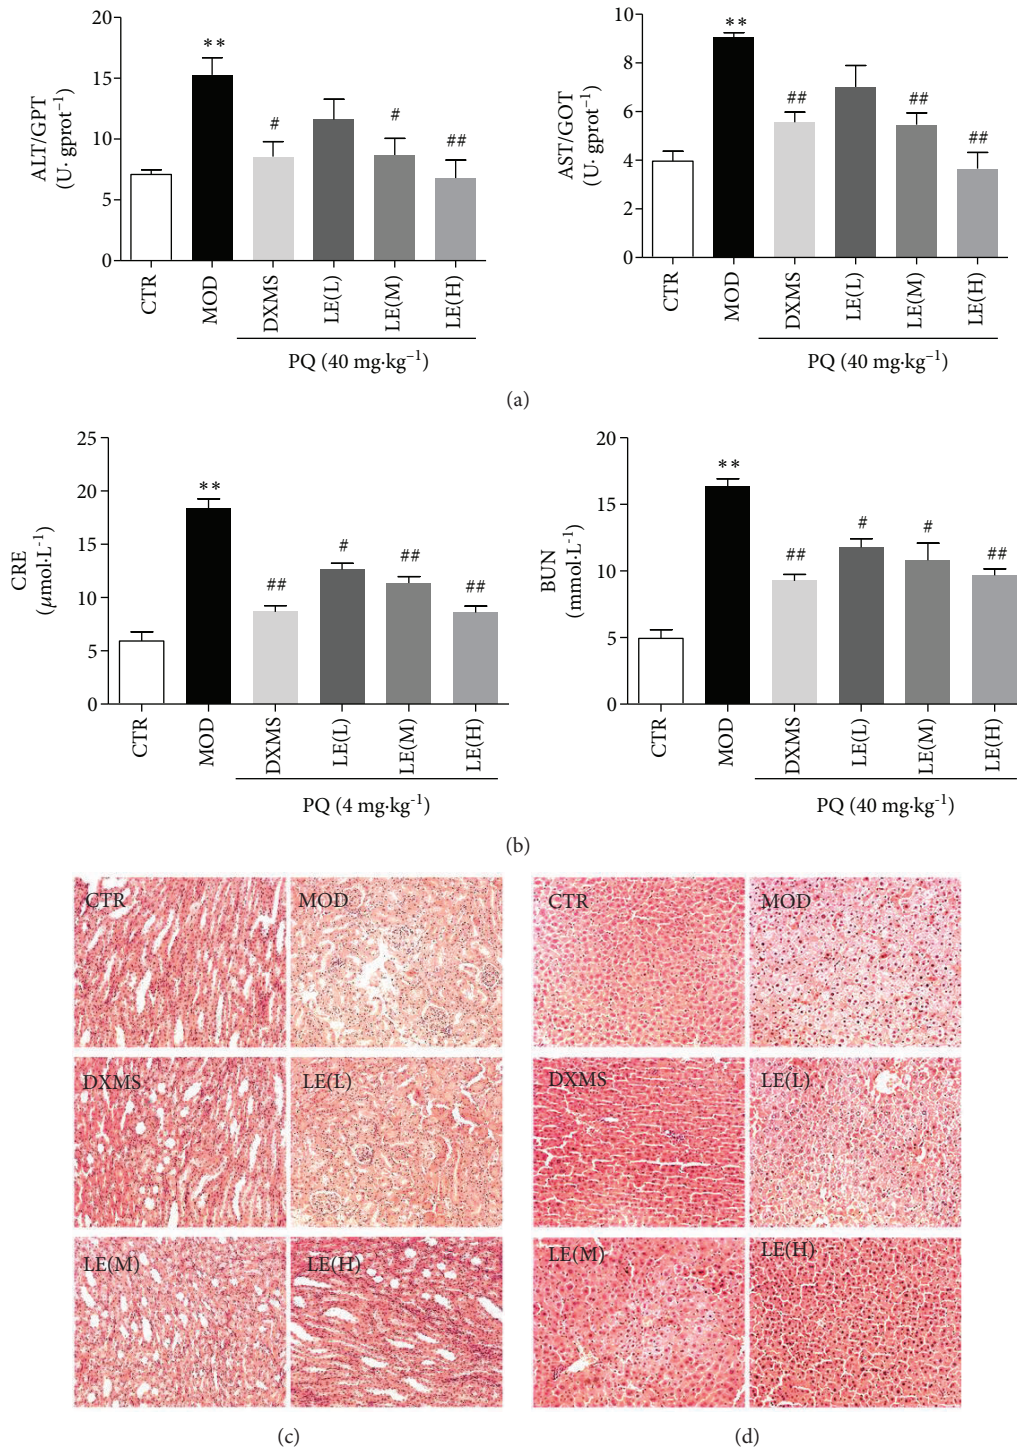 20
15
10
5
0
ALT/GPT
(U· gprot⁻¹)
**
#
#
##
CTR
MOD
DXMS
LE(L)
LE(M)
LE(H)
PQ (40 mg·kg⁻¹)
10
8
6
4
2
0
AST/GOT
(U· gprot⁻¹)
**
##
##
##
CTR
MOD
DXMS
LE(L)
LE(M)
LE(H)
PQ (40 mg·kg⁻¹)
(a)
25
20
15
10
5
0
CRE
(μmol·L⁻¹)
**
##
#
##
##
CTR
MOD
DXMS
LE(L)
LE(M)
LE(H)
PQ (4 mg·kg⁻¹)
20
15
10
5
0
BUN
(mmol·L⁻¹)
**
##
#
#
##
CTR
MOD
DXMS
LE(L)
LE(M)
LE(H)
PQ (40 mg·kg⁻¹)
(b)
CTR
MOD
DXMS
LE(L)
LE(M)
LE(H)
(c)
CTR
MOD
DXMS
LE(L)
LE(M)
LE(H)
(d)